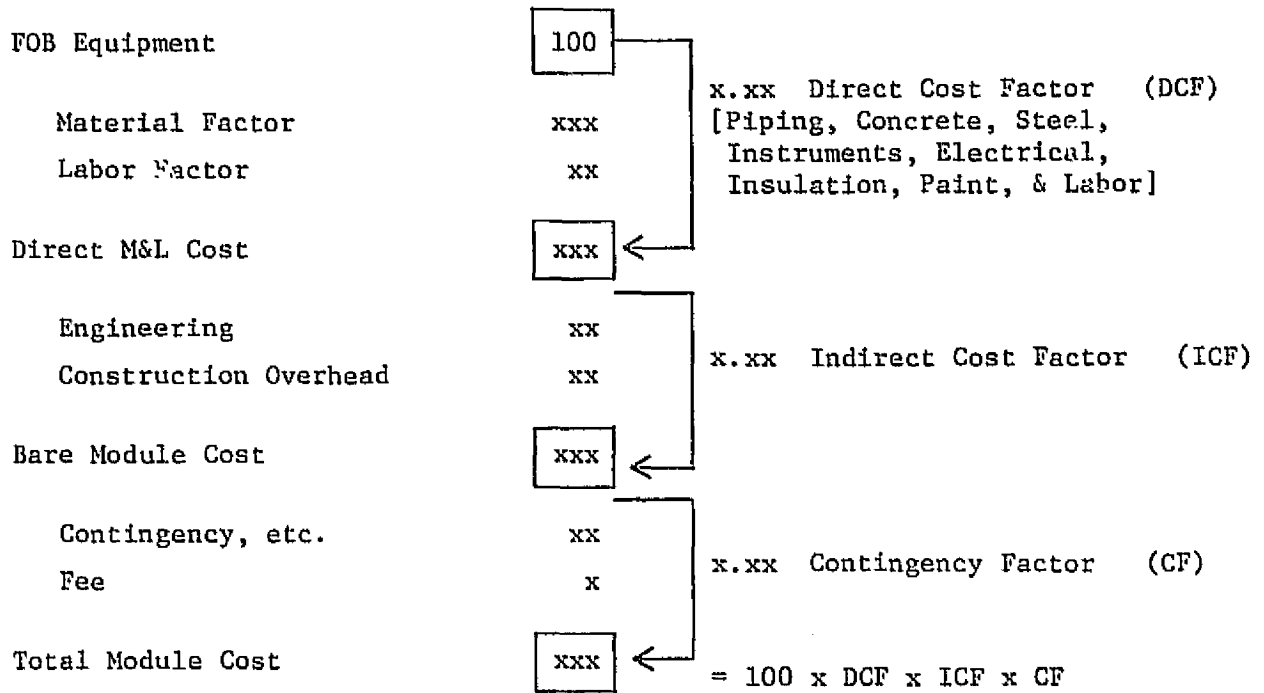 FOB Equipment 100
x.xx Direct Cost Factor (DCF)
Material Factor xxx [Piping, Concrete, Steel,
Instruments, Electrical,
Labor Factor xx
Insulation, Paint, & Labor]
Direct M&L Cost xxx
Engineering xx
x.xx Indirect Cost Factor (ICF)
Construction Overhead xx
Bare Module Cost xxx
Contingency, etc. xx
x.xx Contingency Factor (CF)
Fee x
Total Module Cost xxx
= 100 x DCF x ICF x CF